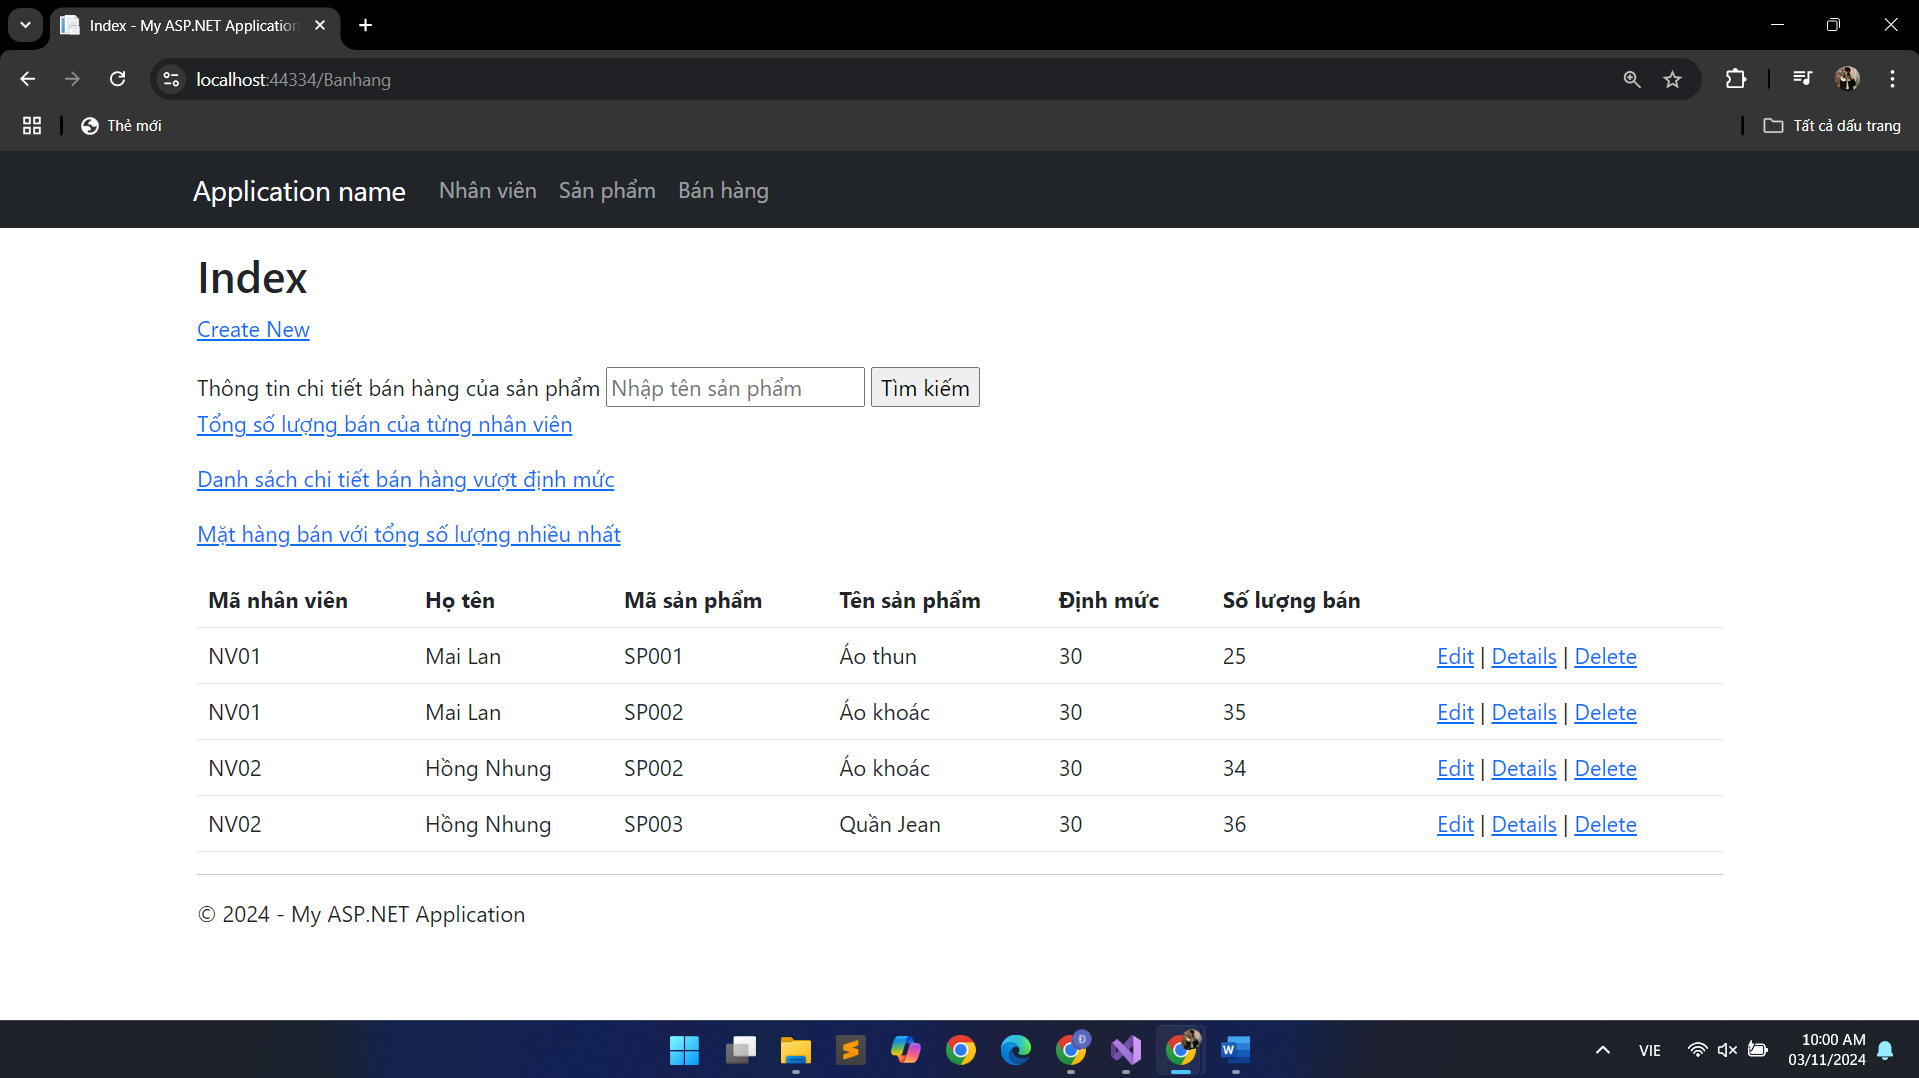 Index - My ASP.NET Application
localhost:44334/Banhang
Thẻ mới
Tất cả dấu trang
Application name Nhân viên Sản phẩm Bán hàng
Index
Create New
Thông tin chi tiết bán hàng của sản phẩm Nhập tên sản phẩm Tìm kiếm
Tổng số lượng bán của từng nhân viên
Danh sách chi tiết bán hàng vượt định mức
Mặt hàng bán với tổng số lượng nhiều nhất
Mã nhân viên Họ tên Mã sản phẩm Tên sản phẩm Định mức Số lượng bán
NV01 Mai Lan SP001 Áo thun 30 25 Edit | Details | Delete
NV01 Mai Lan SP002 Áo khoác 30 35 Edit | Details | Delete
NV02 Hồng Nhung SP002 Áo khoác 30 34 Edit | Details | Delete
NV02 Hồng Nhung SP003 Quần Jean 30 36 Edit | Details | Delete
© 2024 - My ASP.NET Application
VIE
10:00 AM
03/11/2024